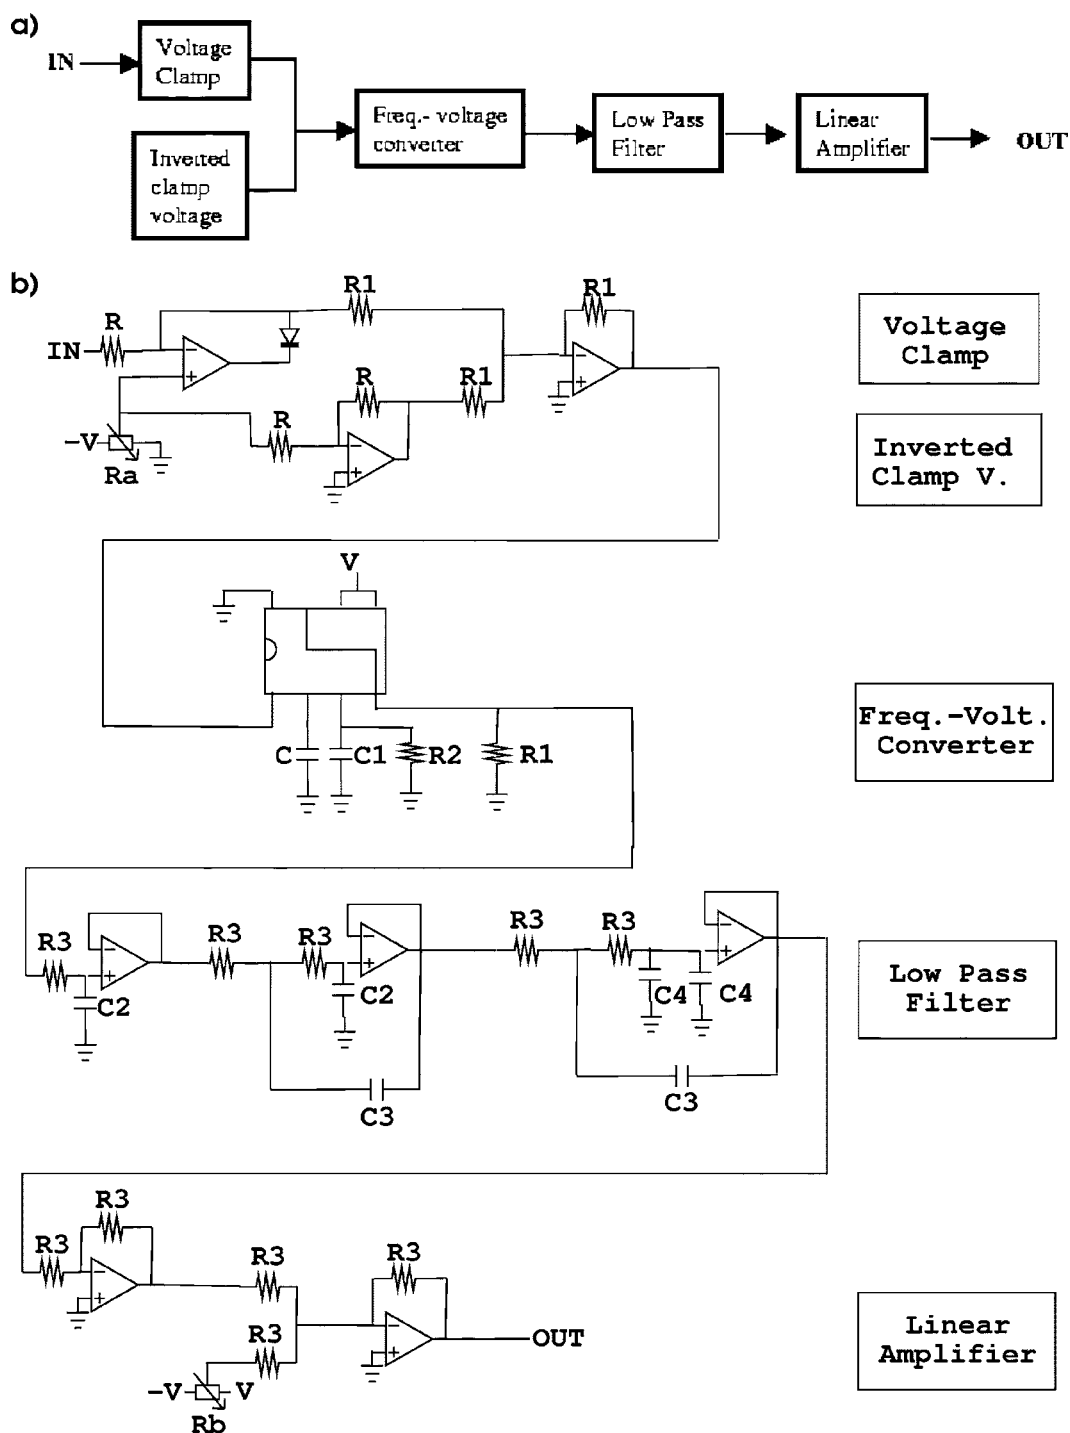 a)
IN
Voltage
Clamp
Inverted
clamp
voltage
Freq.- voltage
converter
Low Pass
Filter
Linear
Amplifier
OUT
b)
R1
R1
R
IN
R
R1
R
-V
Ra
Voltage
Clamp
Inverted
Clamp V.
V
C
C1
R2
R1
Freq.-Volt.
Converter
R3
R3
R3
R3
R3
C2
C2
C4
C4
C3
C3
Low Pass
Filter
R3
R3
R3
R3
R3
-V
V
Rb
OUT
Linear
Amplifier